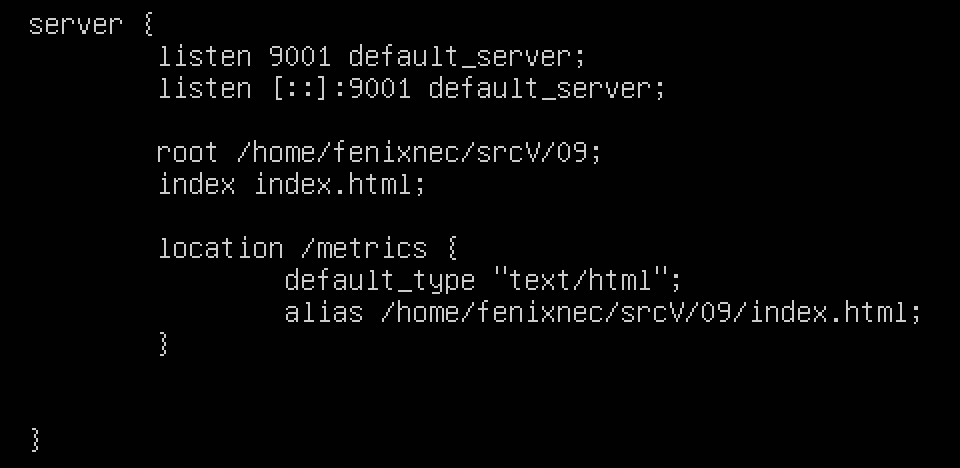 server {
listen 9001 default_server;
listen [::]:9001 default_server;
root /home/fenixnec/srcV/09;
index index.html;
location /metrics {
default_type "text/html";
alias /home/fenixnec/srcV/09/index.html;
}
}